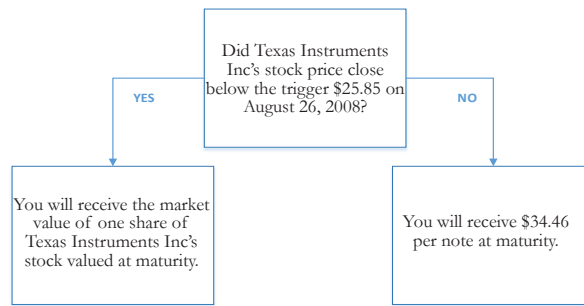 Did Texas Instruments
Inc's stock price close
below the trigger $25.85 on
August 26, 2008?
YES
NO
You will receive the market
value of one share of
Texas Instruments Inc's
stock valued at maturity.
You will receive $34.46
per note at maturity.